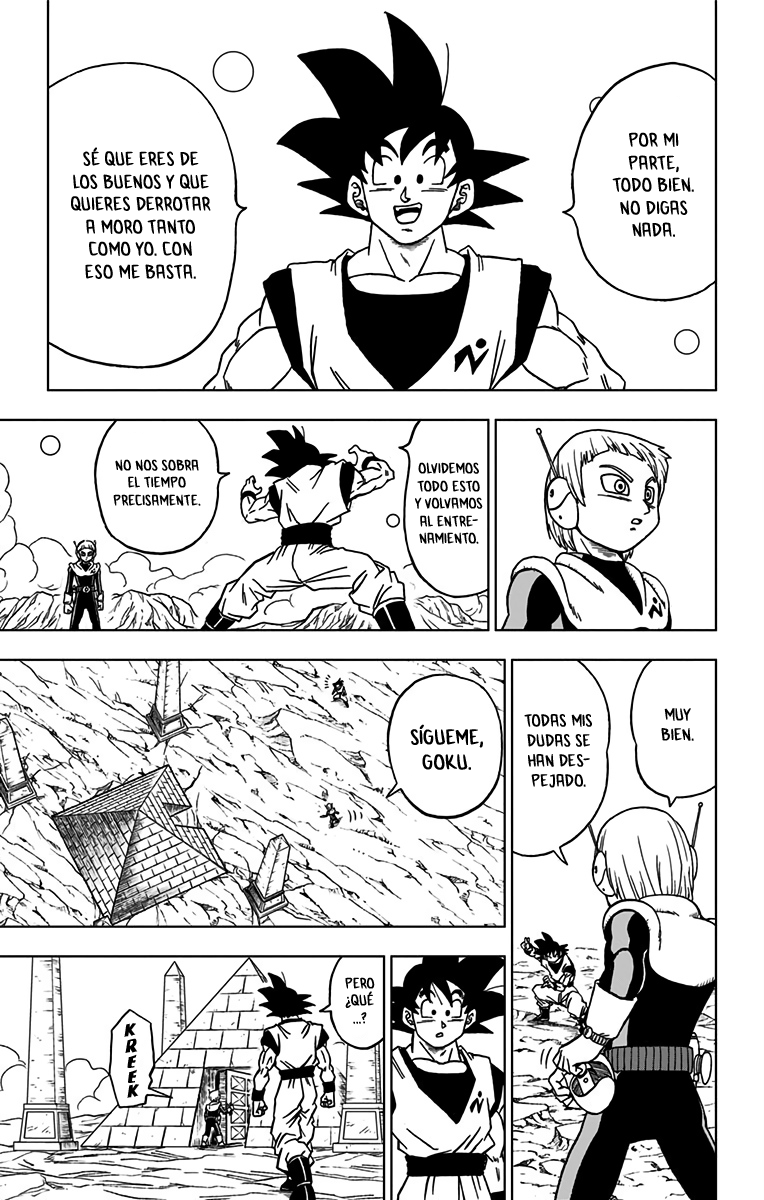 POR MI
PARTE,
TODO BIEN.
NO DIGAS
NADA.
SÉ QUE ERES DE
LOS BUENOS Y QUE
QUIERES DERROTAR
A MORO TANTO
COMO YO. CON
ESO ME BASTA.
OLVIDEMOS
TODO ESTO
Y VOLVAMOS
AL ENTRE-
NAMIENTO.
NO NOS SOBRA
EL TIEMPO
PRECISAMENTE.
MUY
BIEN.
TODAS MIS
DUDAS SE
HAN DES-
PEJADO.
SÍGUEME,
GOKU.
PERO
¿QUÉ
...?
KREEK